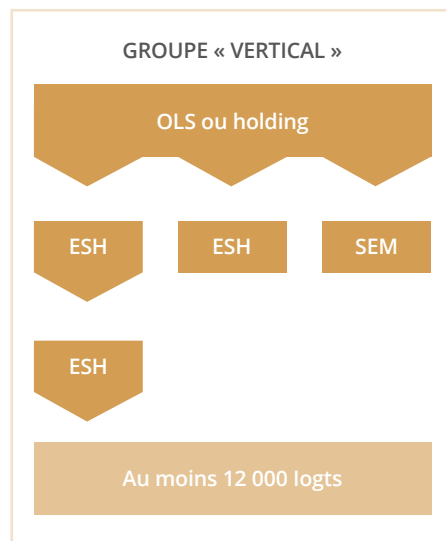 GROUPE « VERTICAL »
OLS ou holding
ESH ESH SEM
ESH
Au moins 12 000 logts